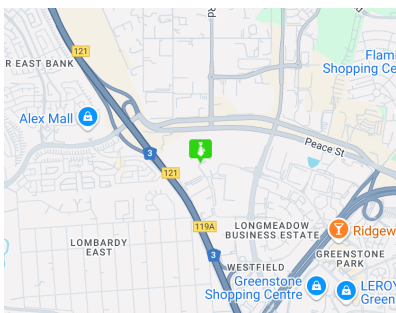 Rd
121
R EAST BANK
Flami
Shopping Ce
Alex Mall
Peace St
3
121
119A
LOMBARDY
EAST
LONGMEADOW
BUSINESS ESTATE
Ridgew
3
GREENSTONE
PARK
WESTFIELD
Greenstone
Shopping Centre
LEROY
Green